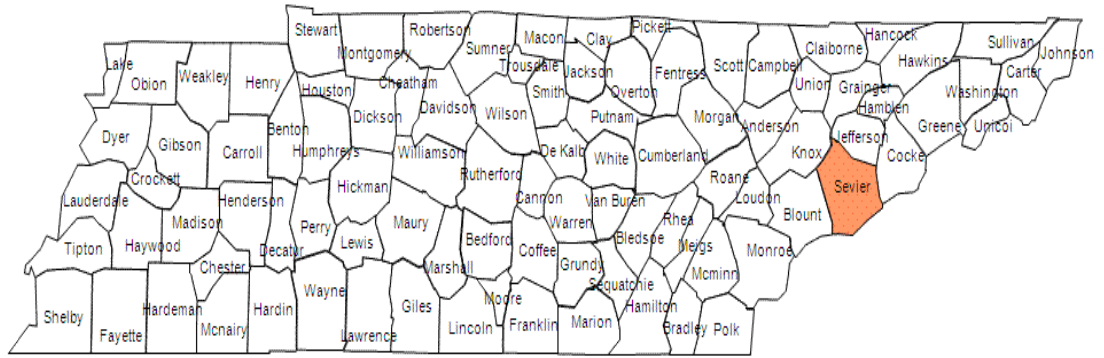 Stewart
Montgomery
Robertson
Sumner
Macon
Clay
Pickett
Trousdale
Jackson
Overton
Fentress
Scott
Campbell
Claiborne
Hancock
Hawkins
Sullivan
Johnson
Carter
Washington
Unicoi
Greene
Union
Grainger
Hamblen
Jefferson
Cocke
Lake
Obion
Weakley
Henry
Houston
Cheatham
Dickson
Davidson
Wilson
Smith
Putnam
Morgan
Anderson
Knox
Sevier
Dyer
Gibson
Carroll
Benton
Humphreys
Williamson
Rutherford
De Kalb
White
Cumberland
Roane
Loudon
Blount
Crockett
Lauderdale
Madison
Henderson
Hickman
Maury
Cannon
Warren
Van Buren
Rhea
Bledsoe
Meigs
Monroe
Tipton
Haywood
Chester
Decatur
Perry
Lewis
Marshall
Bedford
Coffee
Grundy
Sequatchie
Mcminn
Shelby
Fayette
Hardeman
Mcnairy
Hardin
Wayne
Lawrence
Giles
Moore
Lincoln
Franklin
Marion
Hamilton
Bradley
Polk